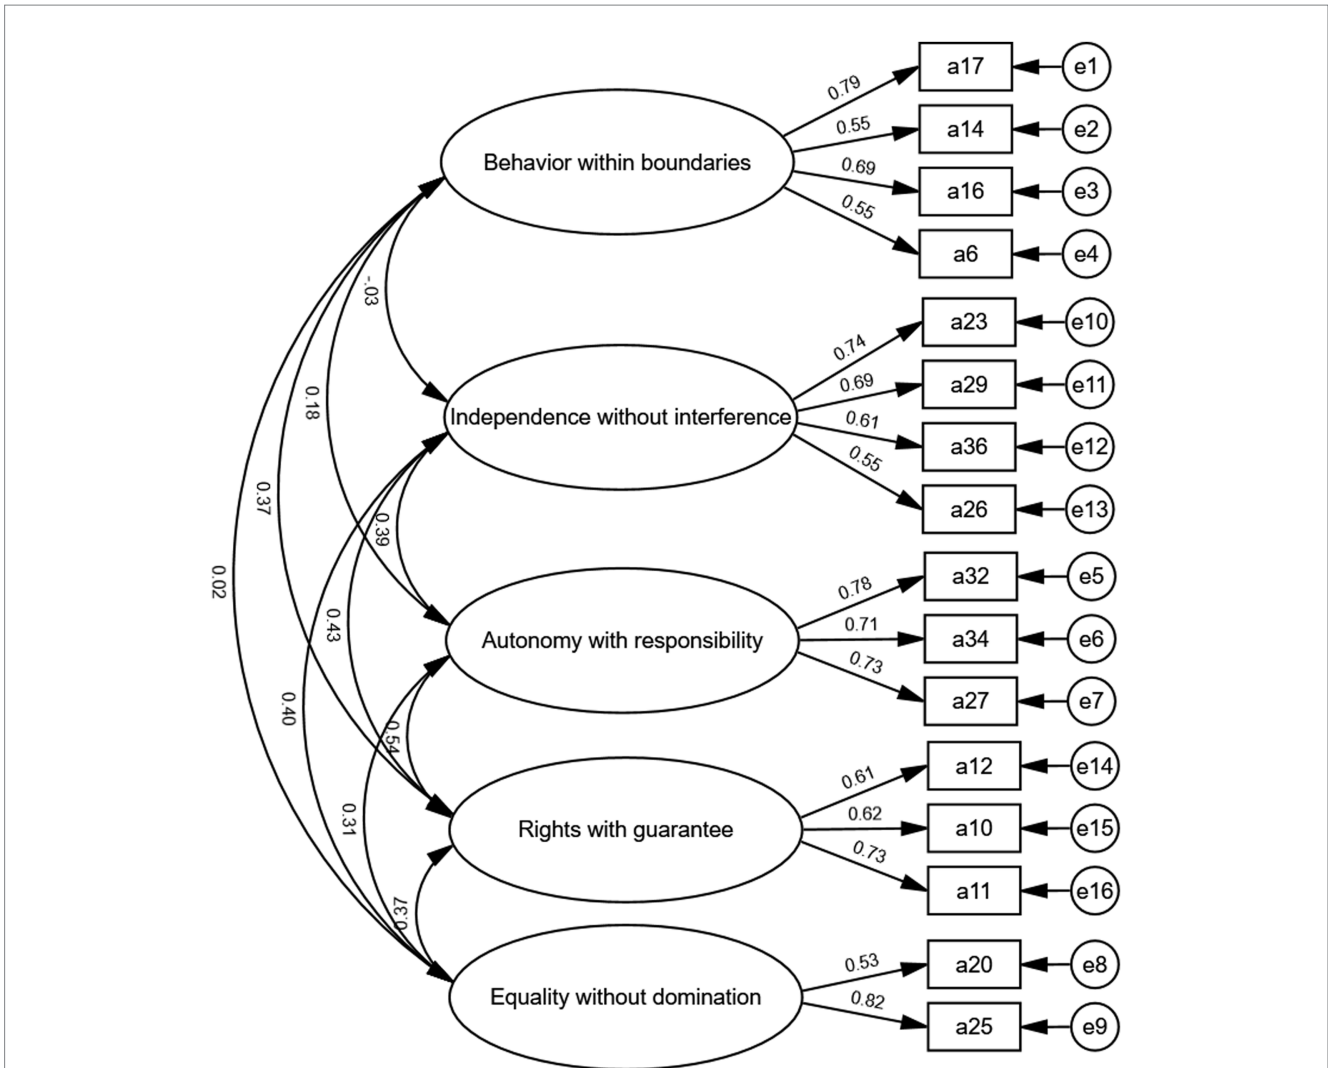 Behavior within boundaries
0.79
a17
e1
0.55
a14
e2
0.69
a16
e3
0.55
a6
e4
-.03
Independence without interference
0.74
a23
e10
0.69
a29
e11
0.61
a36
e12
0.55
a26
e13
0.18
0.37
0.02
0.39
0.43
0.40
Autonomy with responsibility
0.78
a32
e5
0.71
a34
e6
0.73
a27
e7
0.54
0.31
Rights with guarantee
0.61
a12
e14
0.62
a10
e15
0.73
a11
e16
0.37
Equality without domination
0.53
a20
e8
0.82
a25
e9